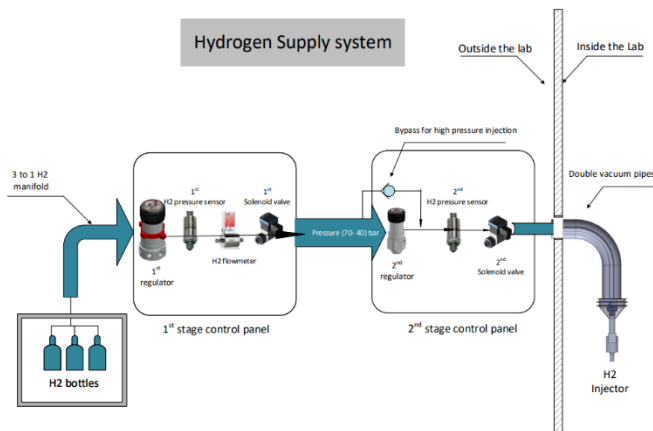 Hydrogen Supply system
Outside the lab
Inside the Lab
Bypass for high pressure injection
3 to 1 H2
manifold
1st
H2 pressure sensor
1st
Solenoid valve
2nd
H2 pressure sensor
Double vacuum pipes
Pressure (70- 40) bar
H2 flowmeter
1st
regulator
2nd
regulator
2nd
Solenoid valve
1st stage control panel
2nd stage control panel
H2 bottles
H2
Injector